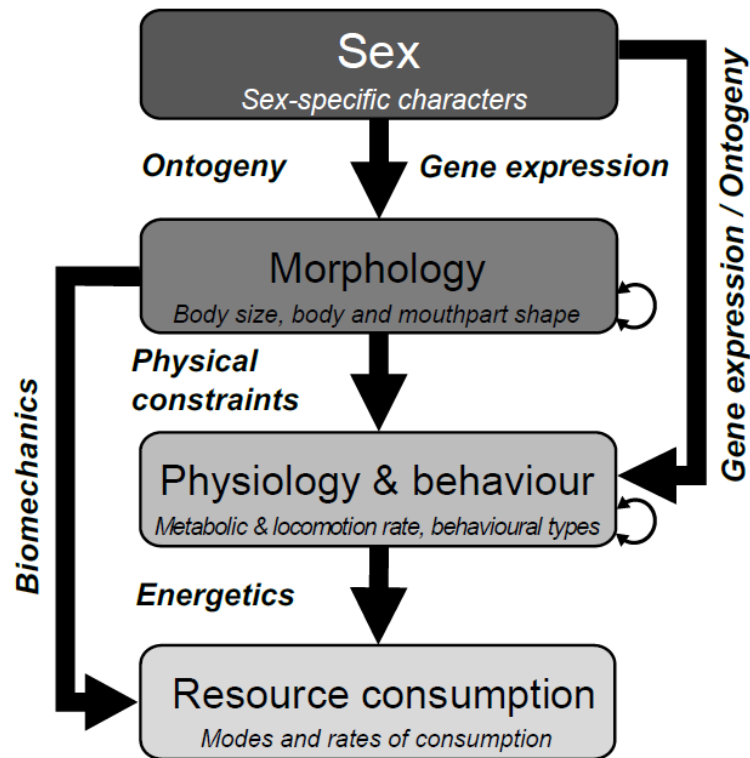 Sex
Sex-specific characters
Ontogeny
Gene expression
Gene expression / Ontogeny
Morphology
Body size, body and mouthpart shape
Physical
constraints
Biomechanics
Physiology & behaviour
Metabolic & locomotion rate, behavioural types
Energetics
Resource consumption
Modes and rates of consumption